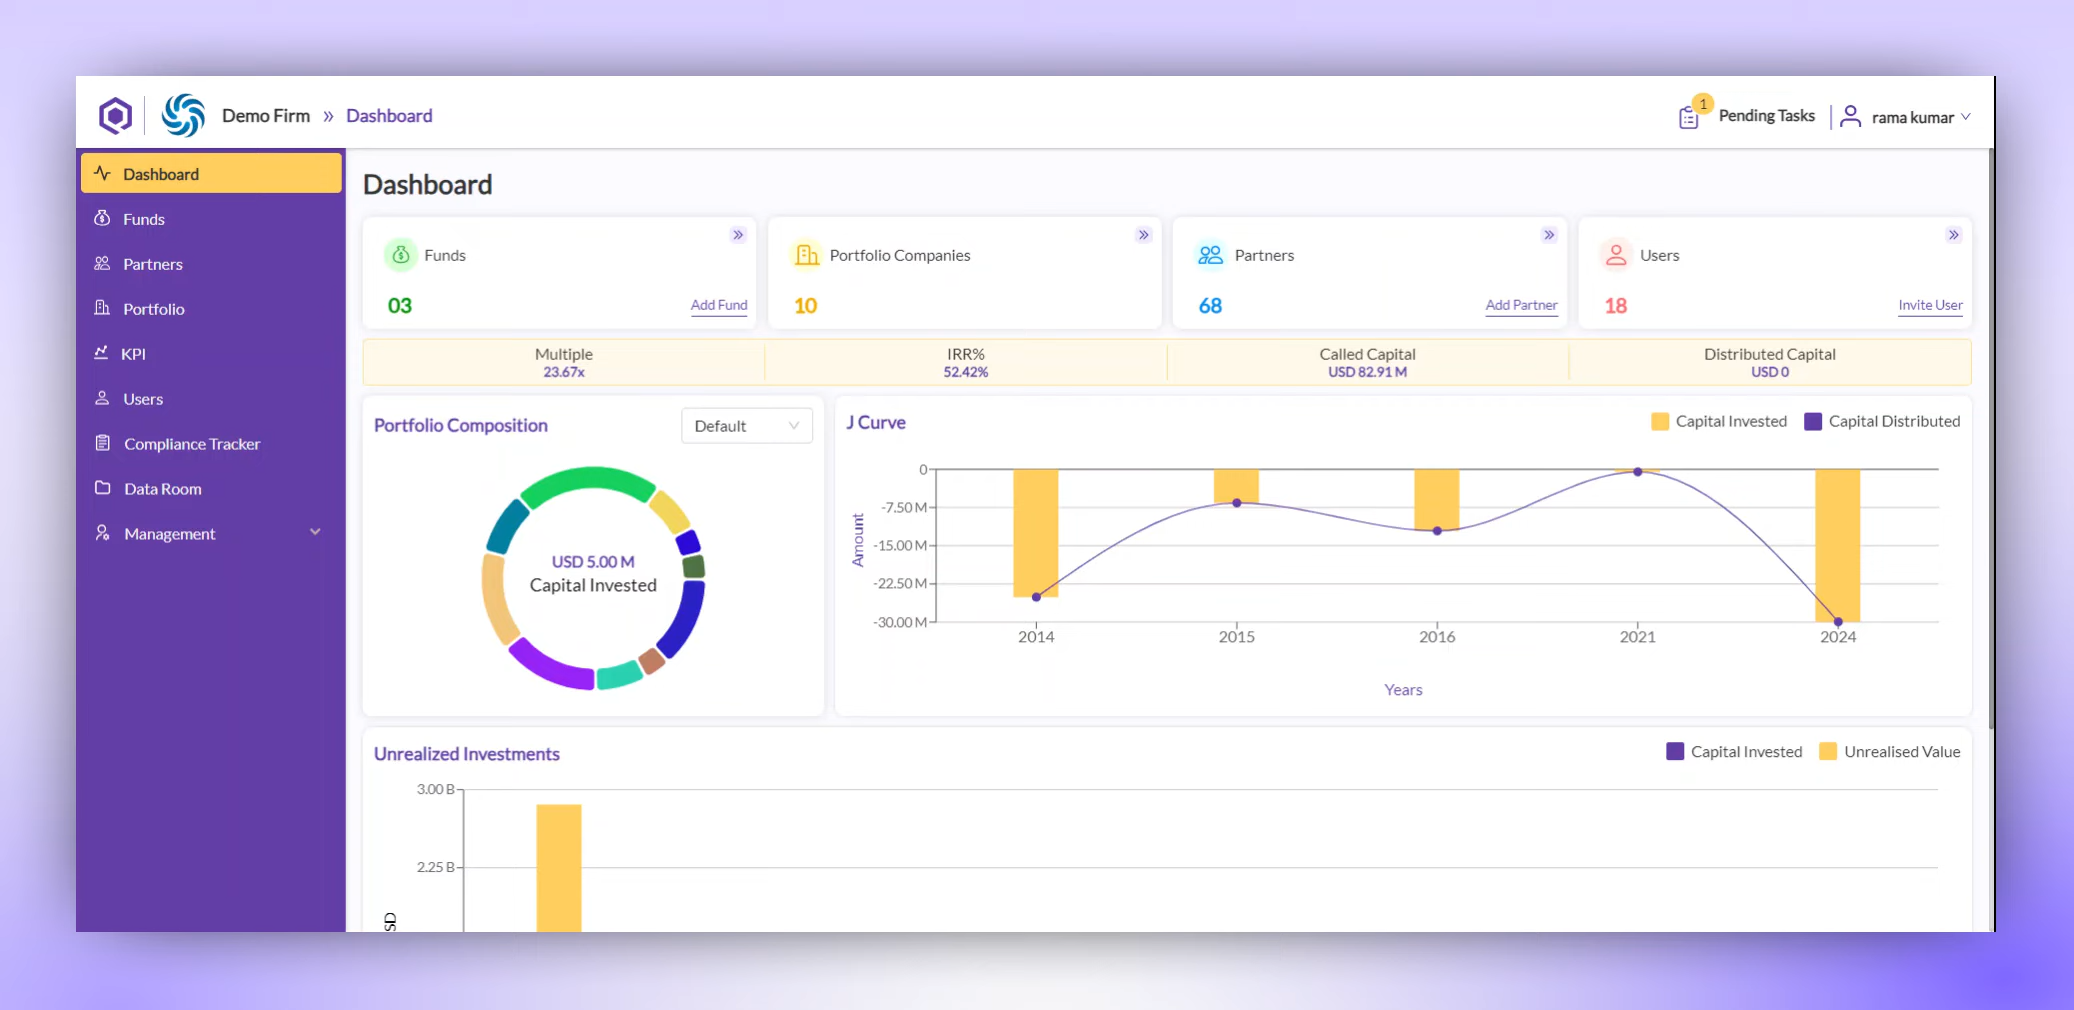 Demo Firm » Dashboard
1
Pending Tasks
rama kumar
Dashboard
Funds
Partners
Portfolio
KPI
Users
Compliance Tracker
Data Room
Management
Dashboard
Funds
03
Add Fund
Portfolio Companies
10
Partners
68
Add Partner
Users
18
Invite User
Multiple
23.67x
IRR%
52.42%
Called Capital
USD 82.91 M
Distributed Capital
USD 0
Portfolio Composition
Default
USD 5.00 M
Capital Invested
J Curve
Capital Invested
Capital Distributed
Amount
0
-7.50 M
-15.00 M
-22.50 M
-30.00 M
2014
2015
2016
2021
2024
Years
Unrealized Investments
Capital Invested
Unrealised Value
3.00 B
2.25 B
SD